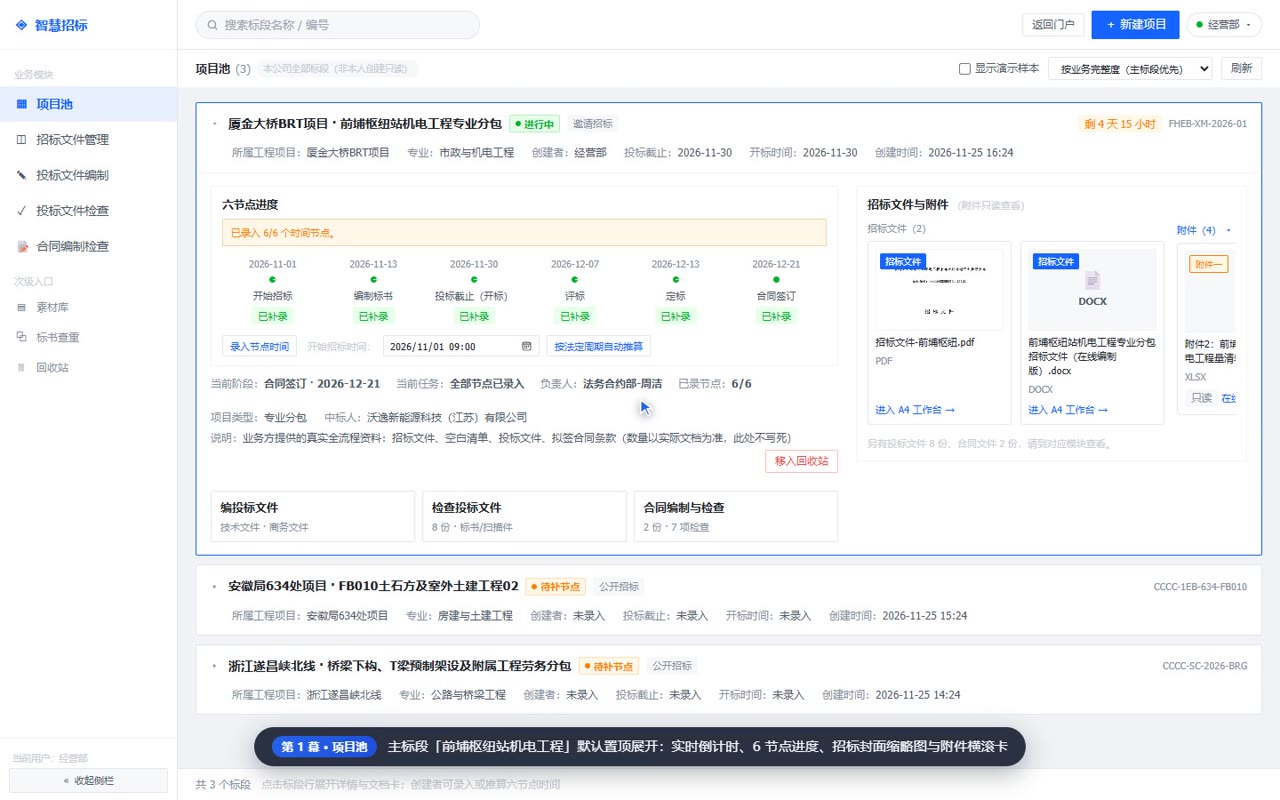 智慧招标
搜索标段名称 / 编号
返回门户
+ 新建项目
经营部
业务模块
项目池
招标文件管理
投标文件编制
投标文件检查
合同编制检查
次级入口
素材库
标书查重
回收站
当前用户：经营部
« 收起侧栏
项目池 (3) 本公司全部标段（非本人创建只读）
显示演示样本
按业务完整度（主标段优先）
刷新
厦金大桥BRT项目 · 前埔枢纽站机电工程专业分包 进行中 邀请招标
剩 4 天 15 小时 FHEB-XM-2026-01
所属工程项目：厦金大桥BRT项目 专业：市政与机电工程 创建者：经营部 投标截止：2026-11-30 开标时间：2026-11-30 创建时间：2026-11-25 16:24
六节点进度
已录入 6/6 个时间节点。
2026-11-01 2026-11-13 2026-11-30 2026-12-07 2026-12-13 2026-12-21
开始招标 编制标书 投标截止（开标） 评标 定标 合同签订
已补录 已补录 已补录 已补录 已补录 已补录
录入节点时间 开始招标时间： 2026/11/01 09:00 按法定周期自动推算
当前阶段：合同签订 · 2026-12-21 当前任务：全部节点已录入 负责人：法务合约部-周洁 已录节点：6/6
项目类型：专业分包 中标人：沃逸新能源科技（江苏）有限公司
说明：业务方提供的真实全流程资料：招标文件、空白清单、投标文件、拟签合同条款（数量以实际文档为准，此处不写死）
移入回收站
编投标文件
技术文件 · 商务文件
检查投标文件
8 份 · 标书/扫描件
合同编制与检查
2 份 · 7 项检查
招标文件与附件 (附件只读查看)
招标文件 (2)
附件 (4)
招标文件
招 标 文 件
招标文件-前埔枢纽.pdf
PDF
进入 A4 工作台 →
招标文件
DOCX
前埔枢纽站机电工程专业分包
招标文件（在线编制
版）.docx
DOCX
进入 A4 工作台 →
附件一
附件2：前埔
电工程量清单
XLSX
只读 在线
另有投标文件 8 份、合同文件 2 份，请到对应模块查看。
安徽局634处项目 · FB010土石方及室外土建工程02 待补节点 公开招标
CCCC-1EB-634-FB010
所属工程项目：安徽局634处项目 专业：房建与土建工程 创建者：未录入 投标截止：未录入 开标时间：未录入 创建时间：2026-11-25 15:24
浙江遂昌峡北线 · 桥梁下构、T梁预制架设及附属工程劳务分包 待补节点 公开招标
CCCC-SC-2026-BRG
所属工程项目：浙江遂昌峡北线 专业：公路与桥梁工程 创建者：未录入 投标截止：未录入 开标时间：未录入 创建时间：2026-11-25 14:24
第 1 幕 • 项目池 主标段「前埔枢纽站机电工程」默认置顶展开：实时倒计时、6 节点进度、招标封面缩略图与附件横滚卡
共 3 个标段 点击标段行展开详情与文档卡；创建者可录入或推算六节点时间